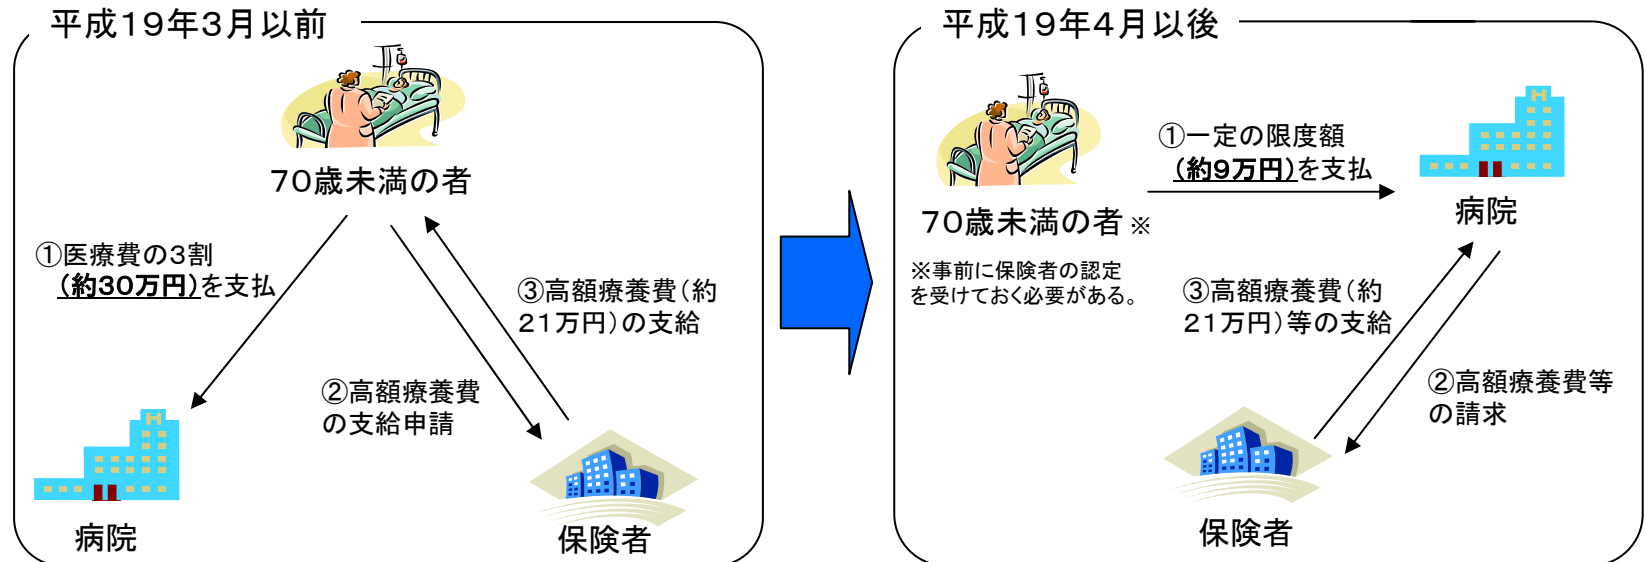 平成19年3月以前
70歳未満の者
①医療費の3割
(約30万円)を支払
③高額療養費(約
21万円)の支給
②高額療養費
の支給申請
H
病院
保険者
平成19年4月以後
①一定の限度額
(約9万円)を支払
H
病院
70歳未満の者※
※事前に保険者の認定
を受けておく必要がある。
③高額療養費(約
21万円)等の支給
②高額療養費等
の請求
保険者